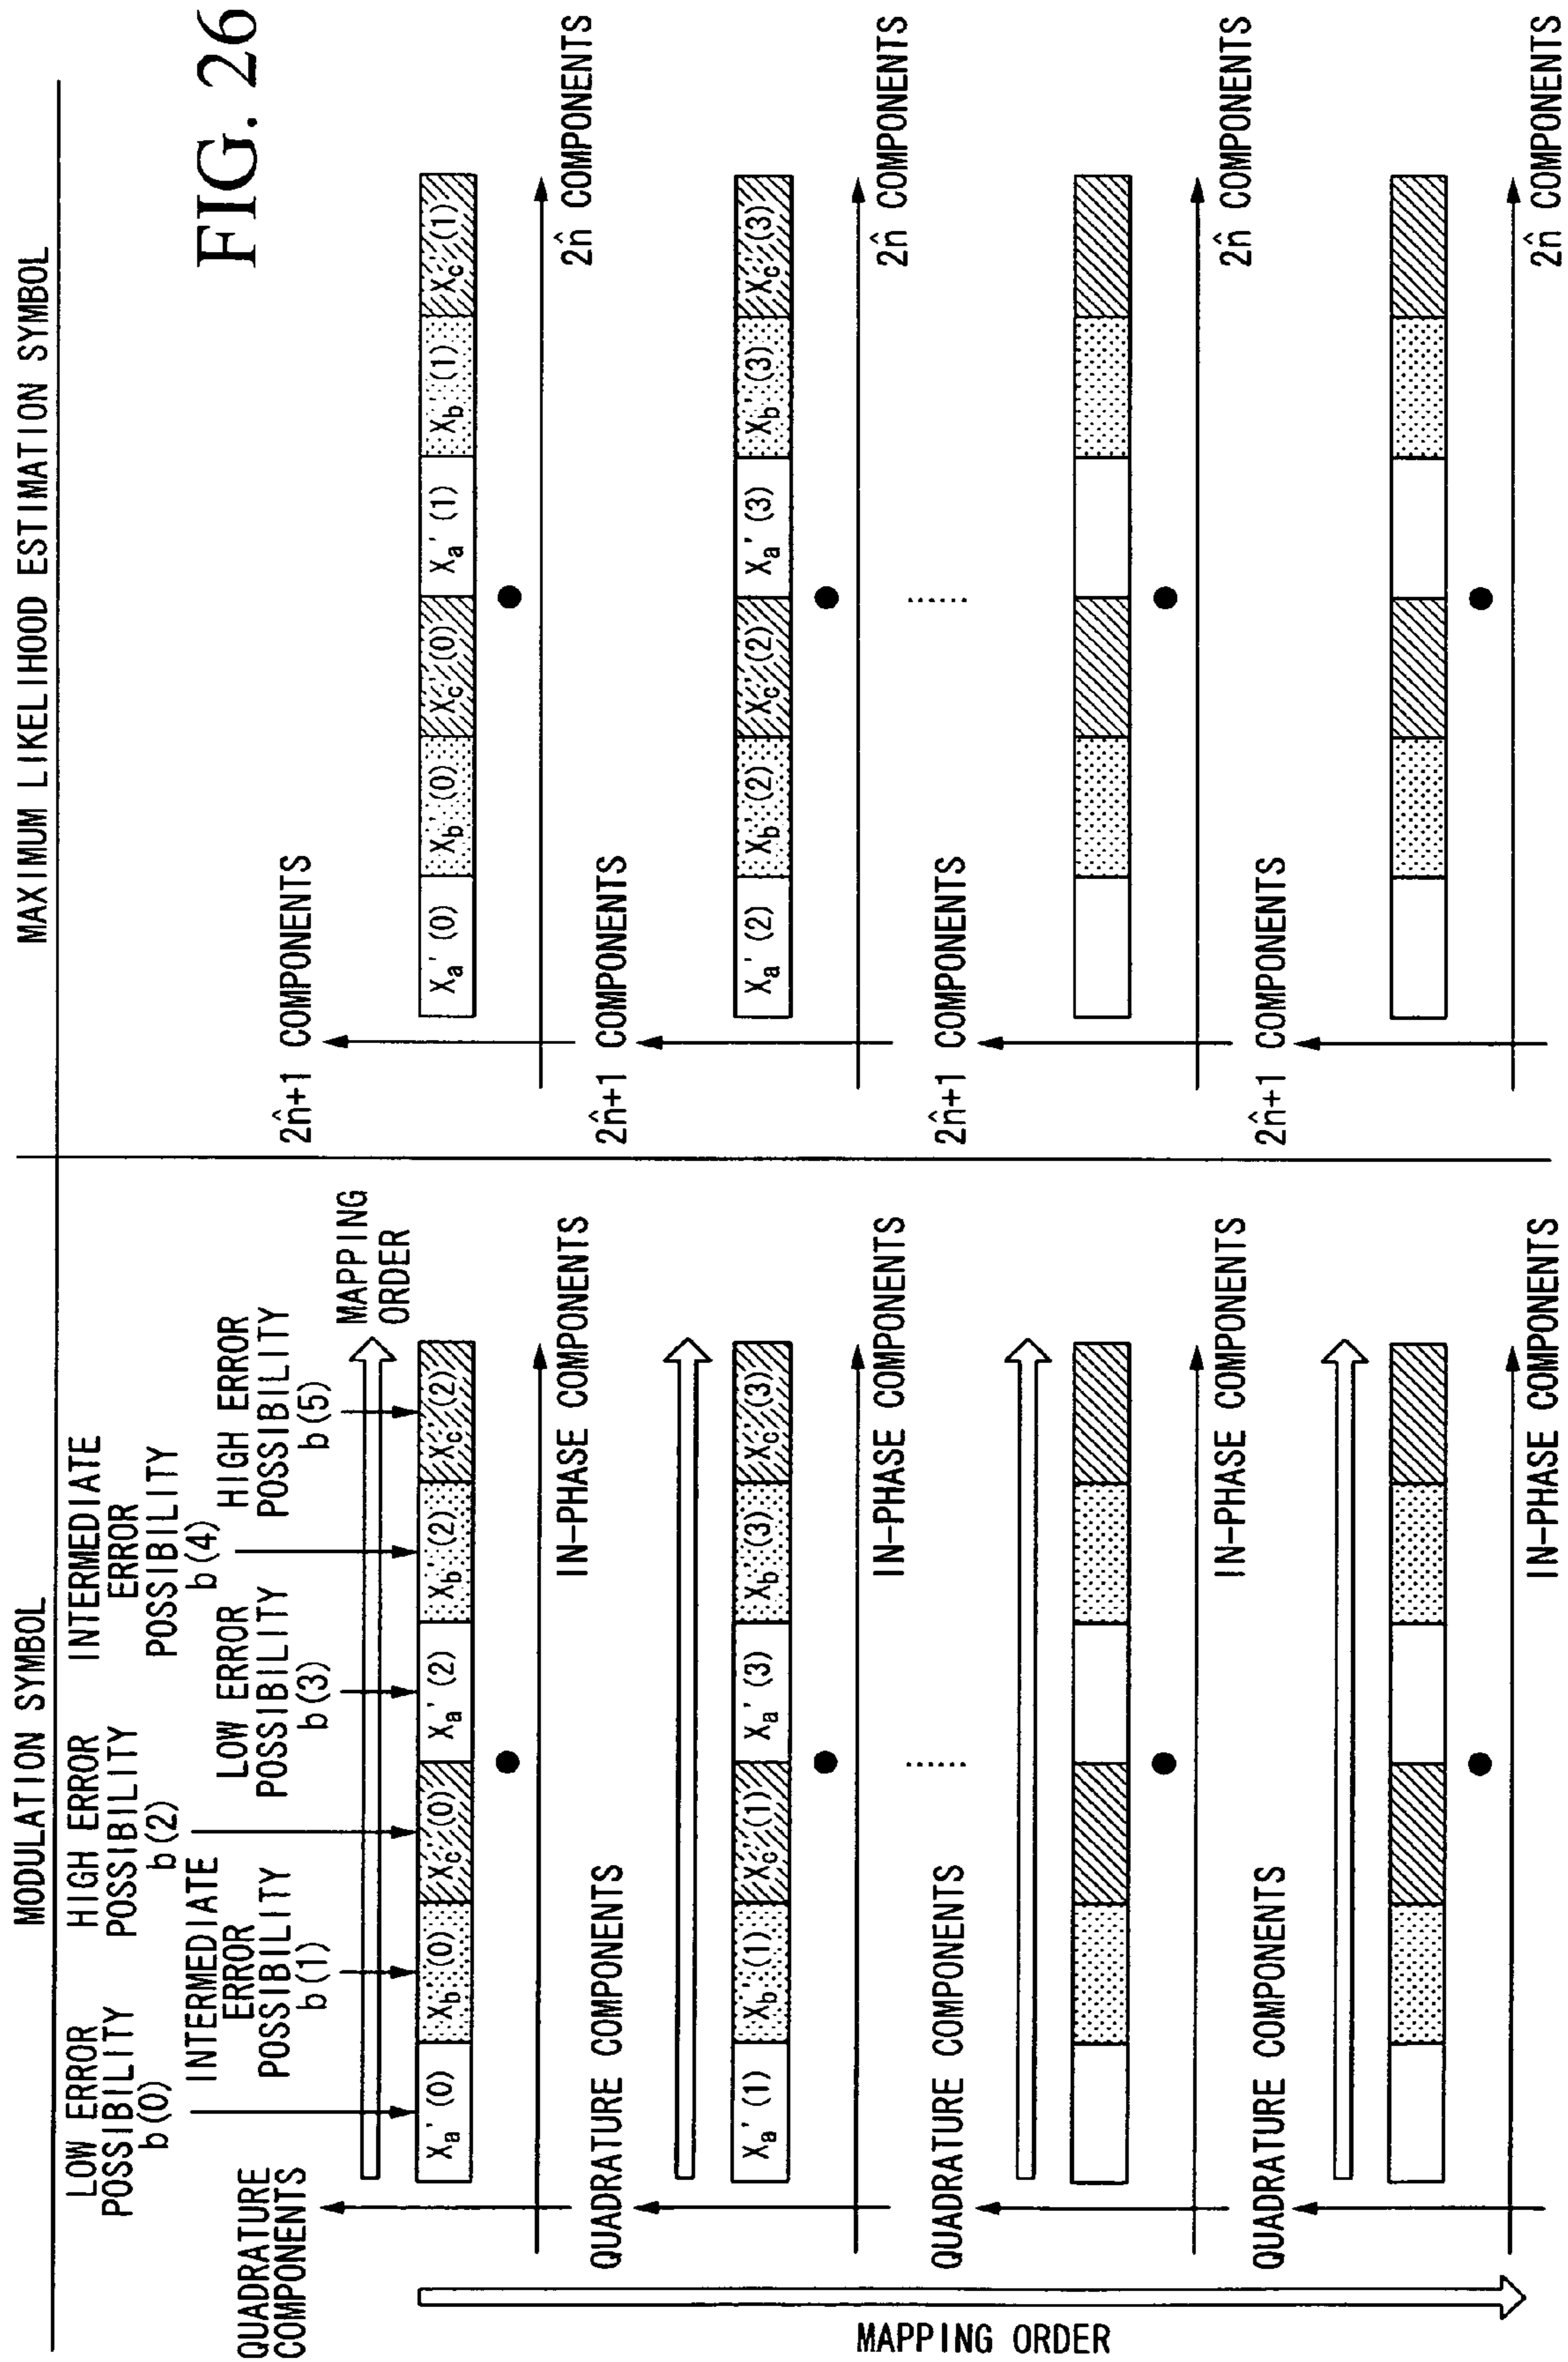 FIG. 26
MODULATION SYMBOL
MAXIMUM LIKELIHOOD ESTIMATION SYMBOL
LOW ERROR
POSSIBILITY
b(0)
INTERMEDIATE
ERROR
POSSIBILITY
b(1)
HIGH ERROR
POSSIBILITY
b(2)
LOW ERROR
POSSIBILITY
b(3)
INTERMEDIATE
ERROR
POSSIBILITY
b(4)
HIGH ERROR
POSSIBILITY
b(5)
MAPPING
ORDER
QUADRATURE
COMPONENTS
Xa'(0) Xb'(0) Xc'(0) Xa'(2) Xb'(2) Xc'(2)
IN-PHASE COMPONENTS
QUADRATURE COMPONENTS
Xa'(1) Xb'(1) Xc'(1) Xa'(3) Xb'(3) Xc'(3)
IN-PHASE COMPONENTS
QUADRATURE COMPONENTS
IN-PHASE COMPONENTS
QUADRATURE COMPONENTS
IN-PHASE COMPONENTS
MAPPING ORDER
2n̂+1 COMPONENTS
Xa'(0) Xb'(0) Xc'(0) Xa'(1) Xb'(1) Xc'(1)
2n̂ COMPONENTS
2n̂+1 COMPONENTS
Xa'(2) Xb'(2) Xc'(2) Xa'(3) Xb'(3) Xc'(3)
2n̂ COMPONENTS
2n̂+1 COMPONENTS
2n̂ COMPONENTS
2n̂+1 COMPONENTS
2n̂ COMPONENTS